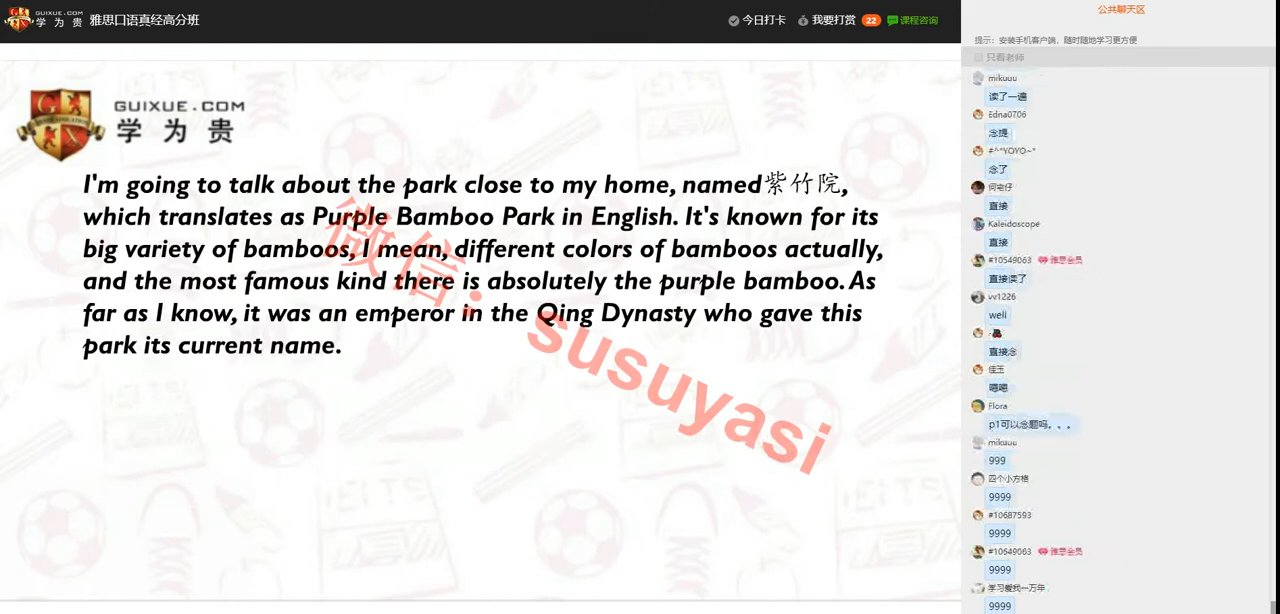 GUIXUE.COM
学为贵
雅思口语真经高分班
今日打卡
我要打赏
22
课程咨询
公共聊天区
提示：安装手机客户端，随时随地学习更方便
只看老师
GUIXUE.COM
学为贵
I'm going to talk about the park close to my home, named紫竹院,
which translates as Purple Bamboo Park in English. It's known for its
big variety of bamboos, I mean, different colors of bamboos actually,
and the most famous kind there is absolutely the purple bamboo. As
far as I know, it was an emperor in the Qing Dynasty who gave this
park its current name.
微信：susuyasi
mikuuu
读了一遍
Edna0706
念提
#^*YOYO~*
念了
何宅仔
直接
Kaleidoscope
直接
#10549063 雅思会员
直接读了
vv1226
well
直接念
佳玉
嗯嗯
Flora
p1可以念题吗。。。
mikuuu
999
四个小方格
9999
#10687593
9999
#10549063 雅思会员
9999
学习爱我一万年
9999